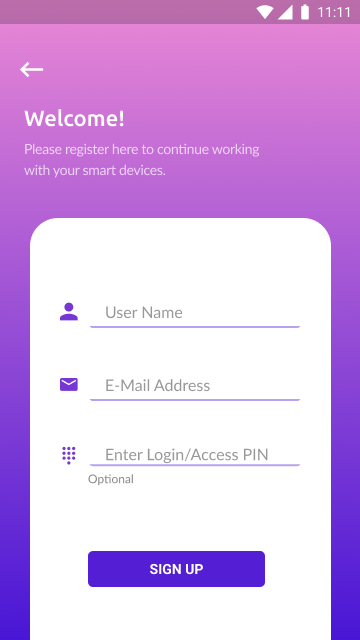 11:11
Welcome!
Please register here to continue working
with your smart devices.
User Name
E-Mail Address
Enter Login/Access PIN
Optional
SIGN UP